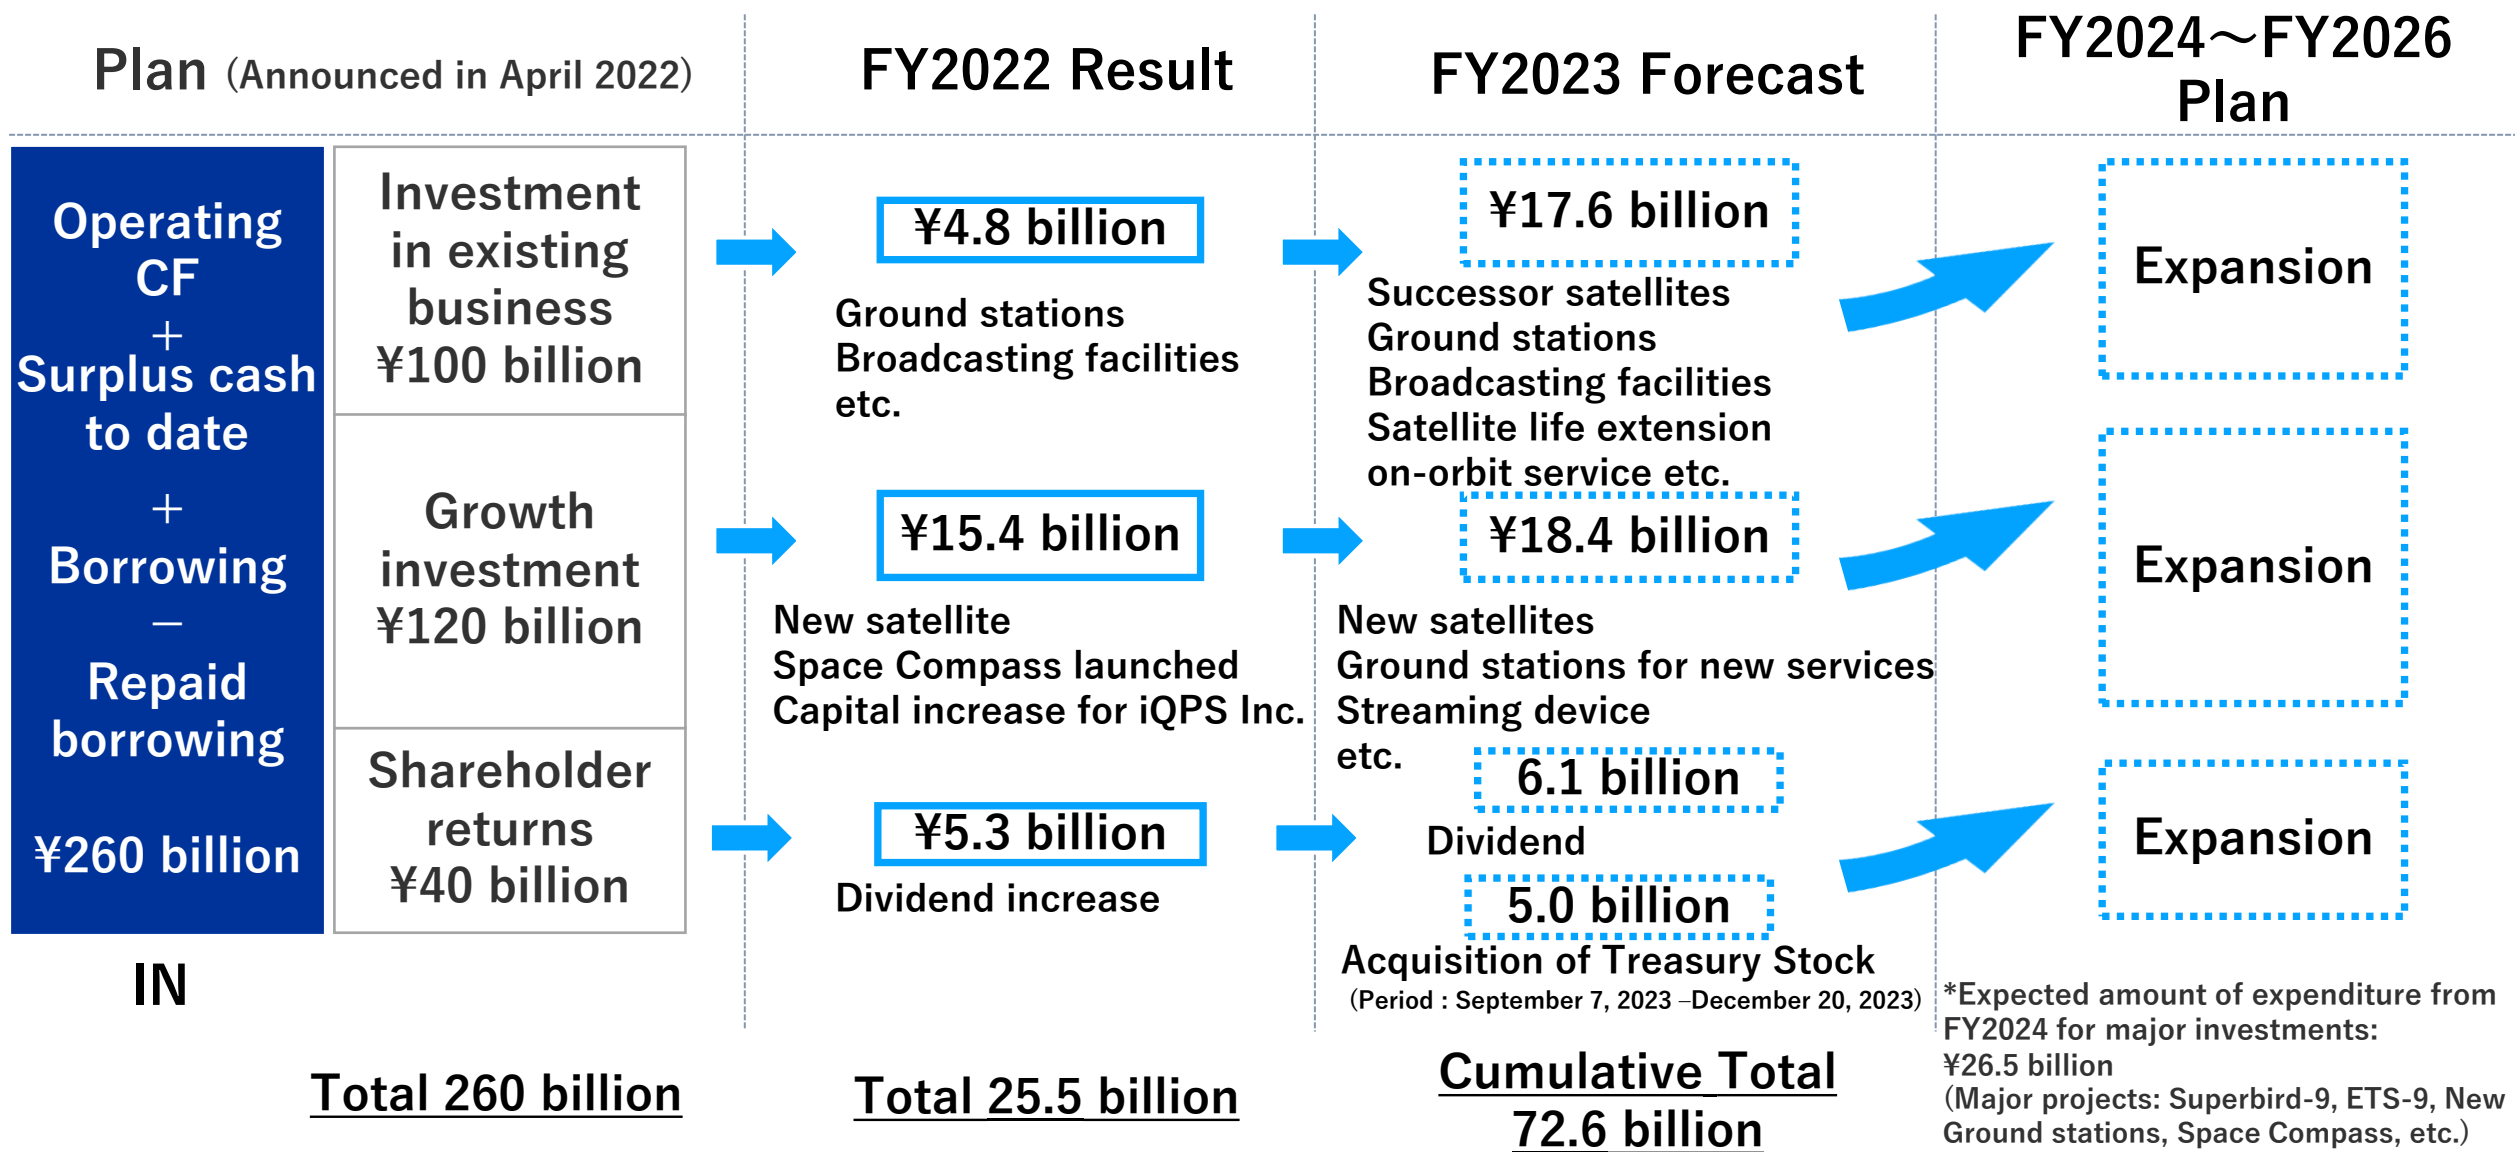 Plan (Announced in April 2022)
FY2022 Result
FY2023 Forecast
FY2024～FY2026
Plan
Operating
CF
+
Surplus cash
to date
+
Borrowing
−
Repaid
borrowing
¥260 billion
IN
Investment
in existing
business
¥100 billion
Growth
investment
¥120 billion
Shareholder
returns
¥40 billion
Total 260 billion
¥4.8 billion
Ground stations
Broadcasting facilities
etc.
¥15.4 billion
New satellite
Space Compass launched
Capital increase for iQPS Inc.
¥5.3 billion
Dividend increase
Total 25.5 billion
¥17.6 billion
Successor satellites
Ground stations
Broadcasting facilities
Satellite life extension
on-orbit service etc.
¥18.4 billion
New satellites
Ground stations for new services
Streaming device
etc.
6.1 billion
Dividend
5.0 billion
Acquisition of Treasury Stock
(Period : September 7, 2023 –December 20, 2023)
Cumulative Total
72.6 billion
Expansion
Expansion
Expansion
*Expected amount of expenditure from
FY2024 for major investments:
¥26.5 billion
(Major projects: Superbird-9, ETS-9, New
Ground stations, Space Compass, etc.)